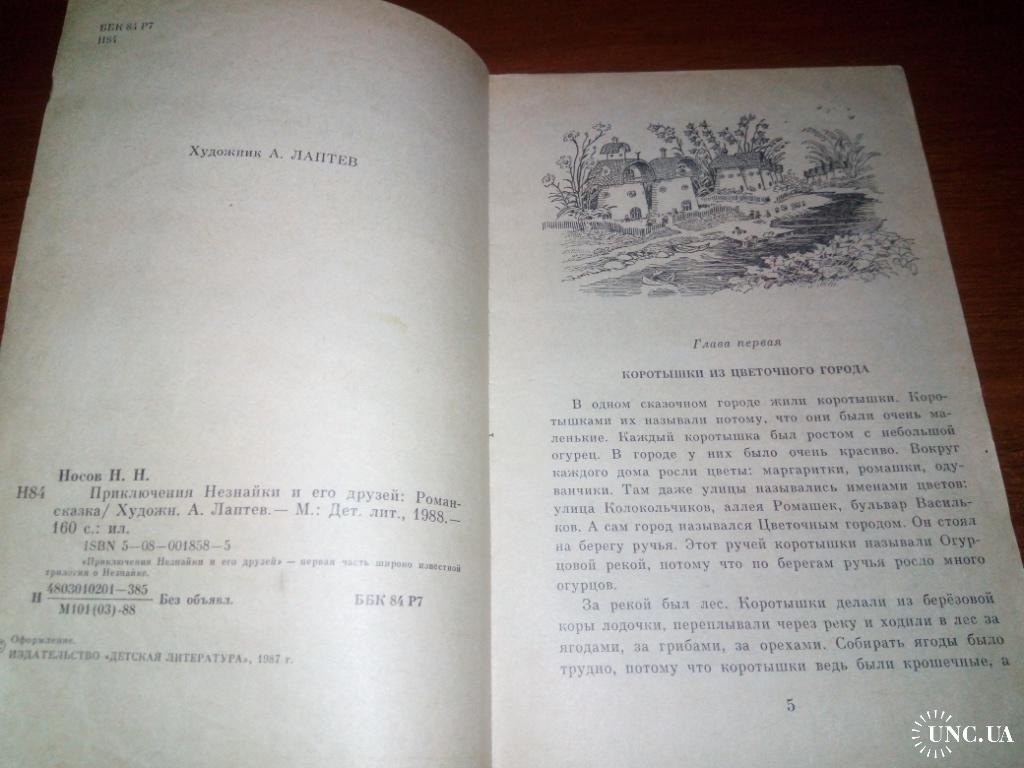 ББК 84 Р7
Н84
Художник А. ЛАПТЕВ
Носов Н. Н.
Н84 Приключения Незнайки и его друзей: Роман-
сказка/ Художн. А. Лаптев.— М.: Дет. лит., 1988.—
160 с.: ил.
ISBN 5—08—001858—5
«Приключения Незнайки и его друзей» — первая часть широко известной
трилогии о Незнайке.
Н 4803010201—385 Без объявл. ББК 84 Р7
М101(03)-88
© Оформление.
ИЗДАТЕЛЬСТВО «ДЕТСКАЯ ЛИТЕРАТУРА», 1987 г.
Глава первая
КОРОТЫШКИ ИЗ ЦВЕТОЧНОГО ГОРОДА
В одном сказочном городе жили коротышки. Коро-
тышками их называли потому, что они были очень ма-
ленькие. Каждый коротышка был ростом с небольшой
огурец. В городе у них было очень красиво. Вокруг
каждого дома росли цветы: маргаритки, ромашки, оду-
ванчики. Там даже улицы назывались именами цветов:
улица Колокольчиков, аллея Ромашек, бульвар Василь-
ков. А сам город назывался Цветочным городом. Он стоял
на берегу ручья. Этот ручей коротышки называли Огур-
цовой рекой, потому что по берегам ручья росло много
огурцов.
За рекой был лес. Коротышки делали из берёзовой
коры лодочки, переплывали через реку и ходили в лес за
ягодами, за грибами, за орехами. Собирать ягоды было
трудно, потому что коротышки ведь были крошечные, а
5
UNC.UA